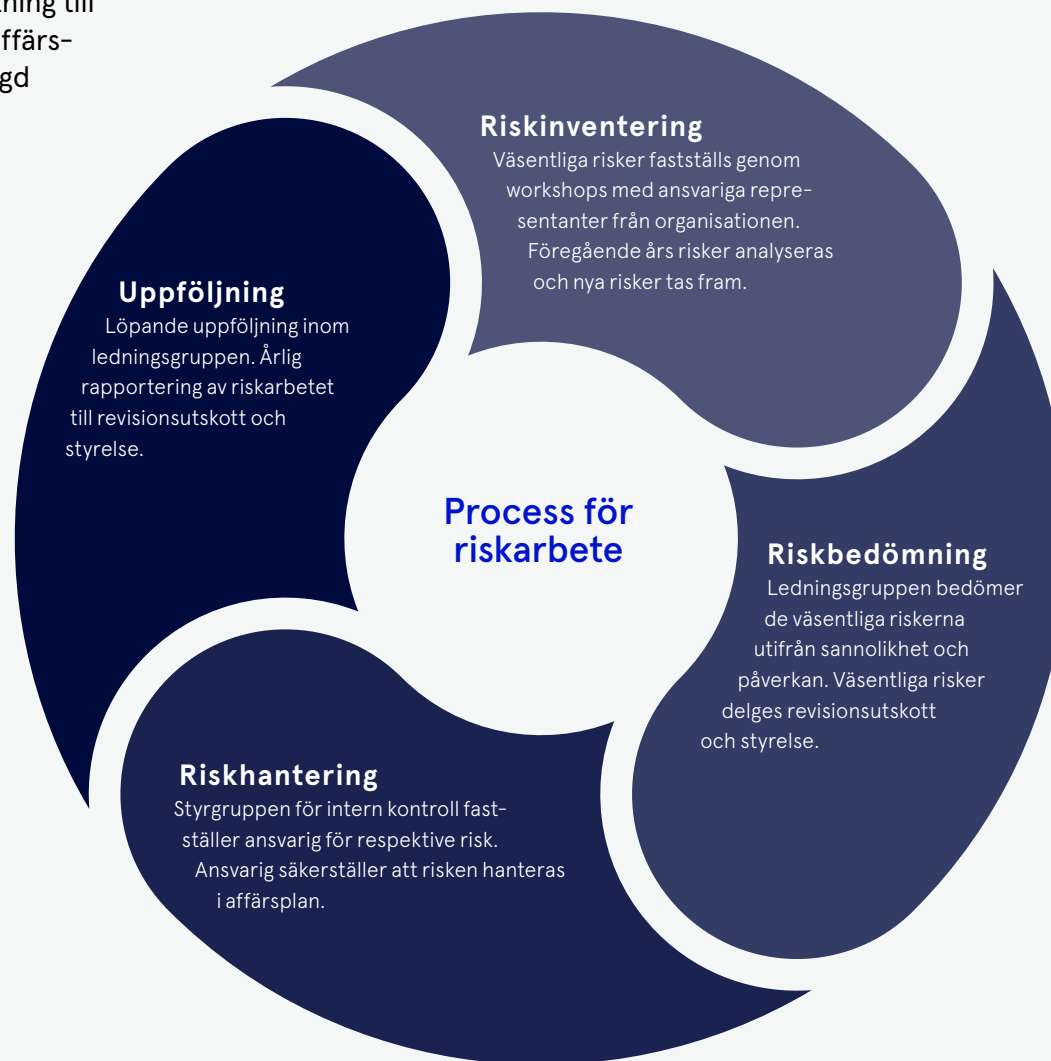 ning till
ffärs-
gd
Riskinventering
Väsentliga risker fastställs genom
workshops med ansvariga repre-
sentanter från organisationen.
Föregående års risker analyseras
och nya risker tas fram.
Uppföljning
Löpande uppföljning inom
ledningsgruppen. Årlig
rapportering av riskarbetet
till revisionsutskott och
styrelse.
Process för
riskarbete
Riskbedömning
Ledningsgruppen bedömer
de väsentliga riskerna
utifrån sannolikhet och
påverkan. Väsentliga risker
delges revisionsutskott
och styrelse.
Riskhantering
Styrgruppen för intern kontroll fast-
ställer ansvarig för respektive risk.
Ansvarig säkerställer att risken hanteras
i affärsplan.